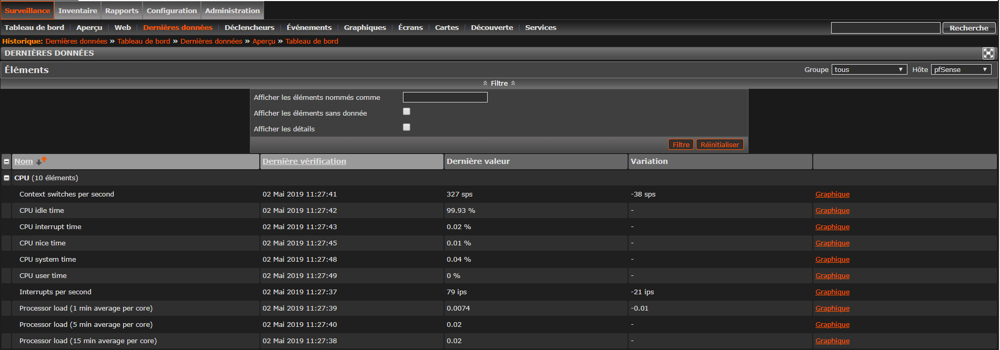 Surveillance Inventaire Rapports Configuration Administration
Tableau de bord Aperçu Web Dernières données Déclencheurs Événements Graphiques Écrans Cartes Découverte Services Recherche
Historique: Dernières données » Tableau de bord » Dernières données » Aperçu » Tableau de bord
DERNIÈRES DONNÉES
Éléments Groupe tous Hôte pfSense
Filtre
Afficher les éléments nommés comme
Afficher les éléments sans donnée
Afficher les détails
Filtre Réinitialiser
Nom Dernière vérification Dernière valeur Variation
CPU (10 éléments)
Context switches per second 02 Mai 2019 11:27:41 327 sps -38 sps Graphique
CPU idle time 02 Mai 2019 11:27:42 99.93 % - Graphique
CPU interrupt time 02 Mai 2019 11:27:43 0.02 % - Graphique
CPU nice time 02 Mai 2019 11:27:45 0.01 % - Graphique
CPU system time 02 Mai 2019 11:27:48 0.04 % - Graphique
CPU user time 02 Mai 2019 11:27:49 0 % - Graphique
Interrupts per second 02 Mai 2019 11:27:37 79 ips -21 ips Graphique
Processor load (1 min average per core) 02 Mai 2019 11:27:39 0.0074 -0.01 Graphique
Processor load (5 min average per core) 02 Mai 2019 11:27:40 0.02 - Graphique
Processor load (15 min average per core) 02 Mai 2019 11:27:38 0.02 - Graphique